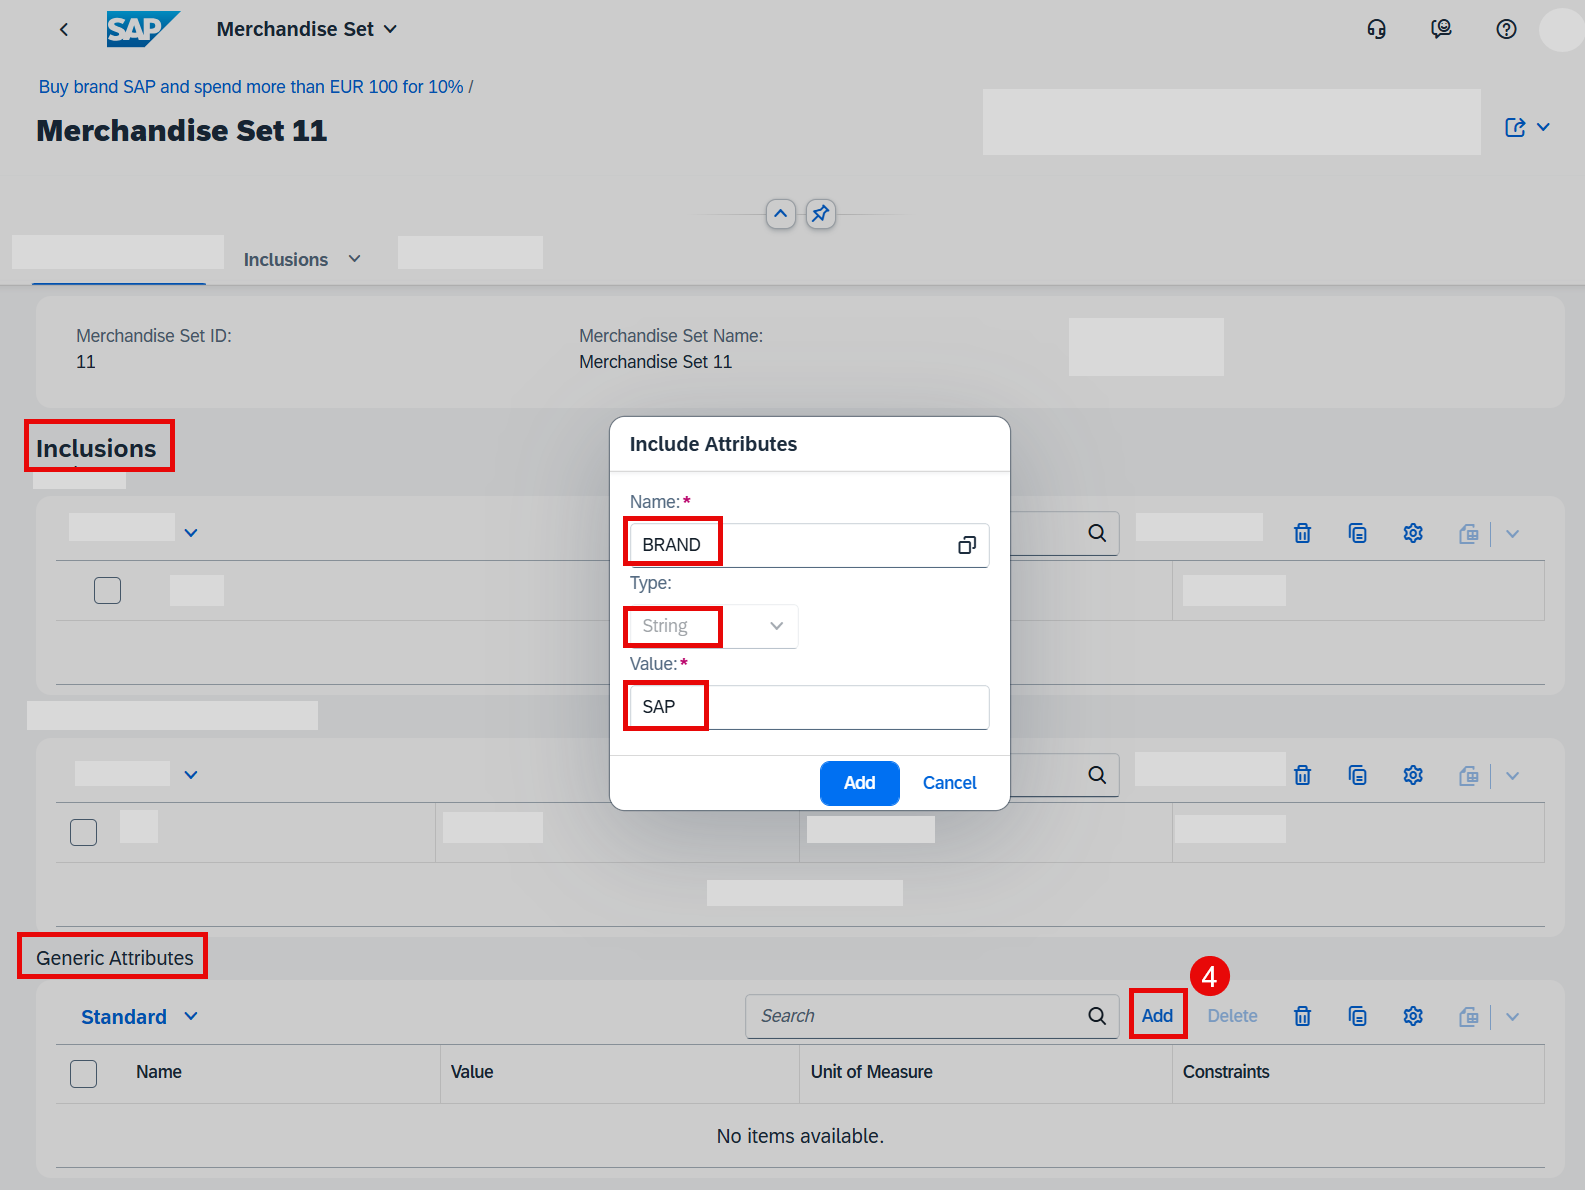 SAP
Merchandise Set
Buy brand SAP and spend more than EUR 100 for 10% /
Merchandise Set 11
Inclusions
Merchandise Set ID:
11
Merchandise Set Name:
Merchandise Set 11
Inclusions
Include Attributes
Name:*
BRAND
Type:
String
Value:*
SAP
Add Cancel
Generic Attributes
4
Standard Search Add Delete
Name Value Unit of Measure Constraints
No items available.